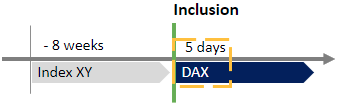 Inclusion
- 8 weeks
5 days
Index XY
DAX